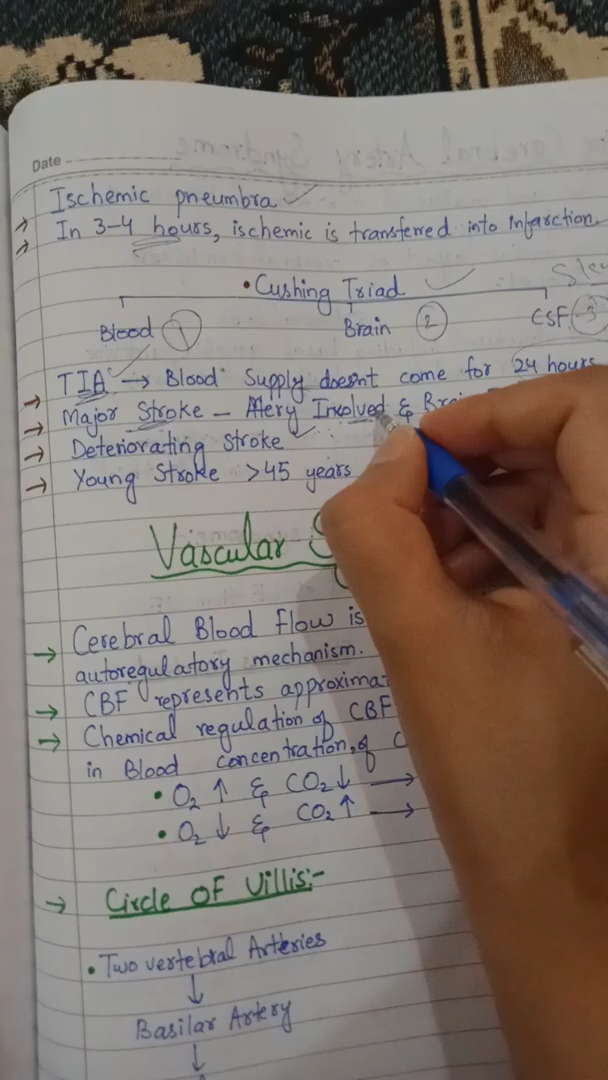 Date
Ischemic pneumbra
→ In 3-4 hours, ischemic is transferred into infarction
→
• Cushing Triad
Blood 1 Brain 2 CSF 3
TIA → Blood Supply doesnt come for 24 hours
→ Major Stroke - Atery Involved &
→ Deteriorating Stroke
→ Young Stroke >45 years
Vascular
→ Cerebral Blood Flow is
autoregulatory mechanism.
→ CBF represents
→ Chemical regulation of CBF
in Blood concentration, of
• O₂ ↑ & CO₂ ↓ →
• O₂ ↓ & CO₂ ↑ →
→ Circle OF Villis:-
• Two vertebral Arteries
↓
Basilar Artery
↓